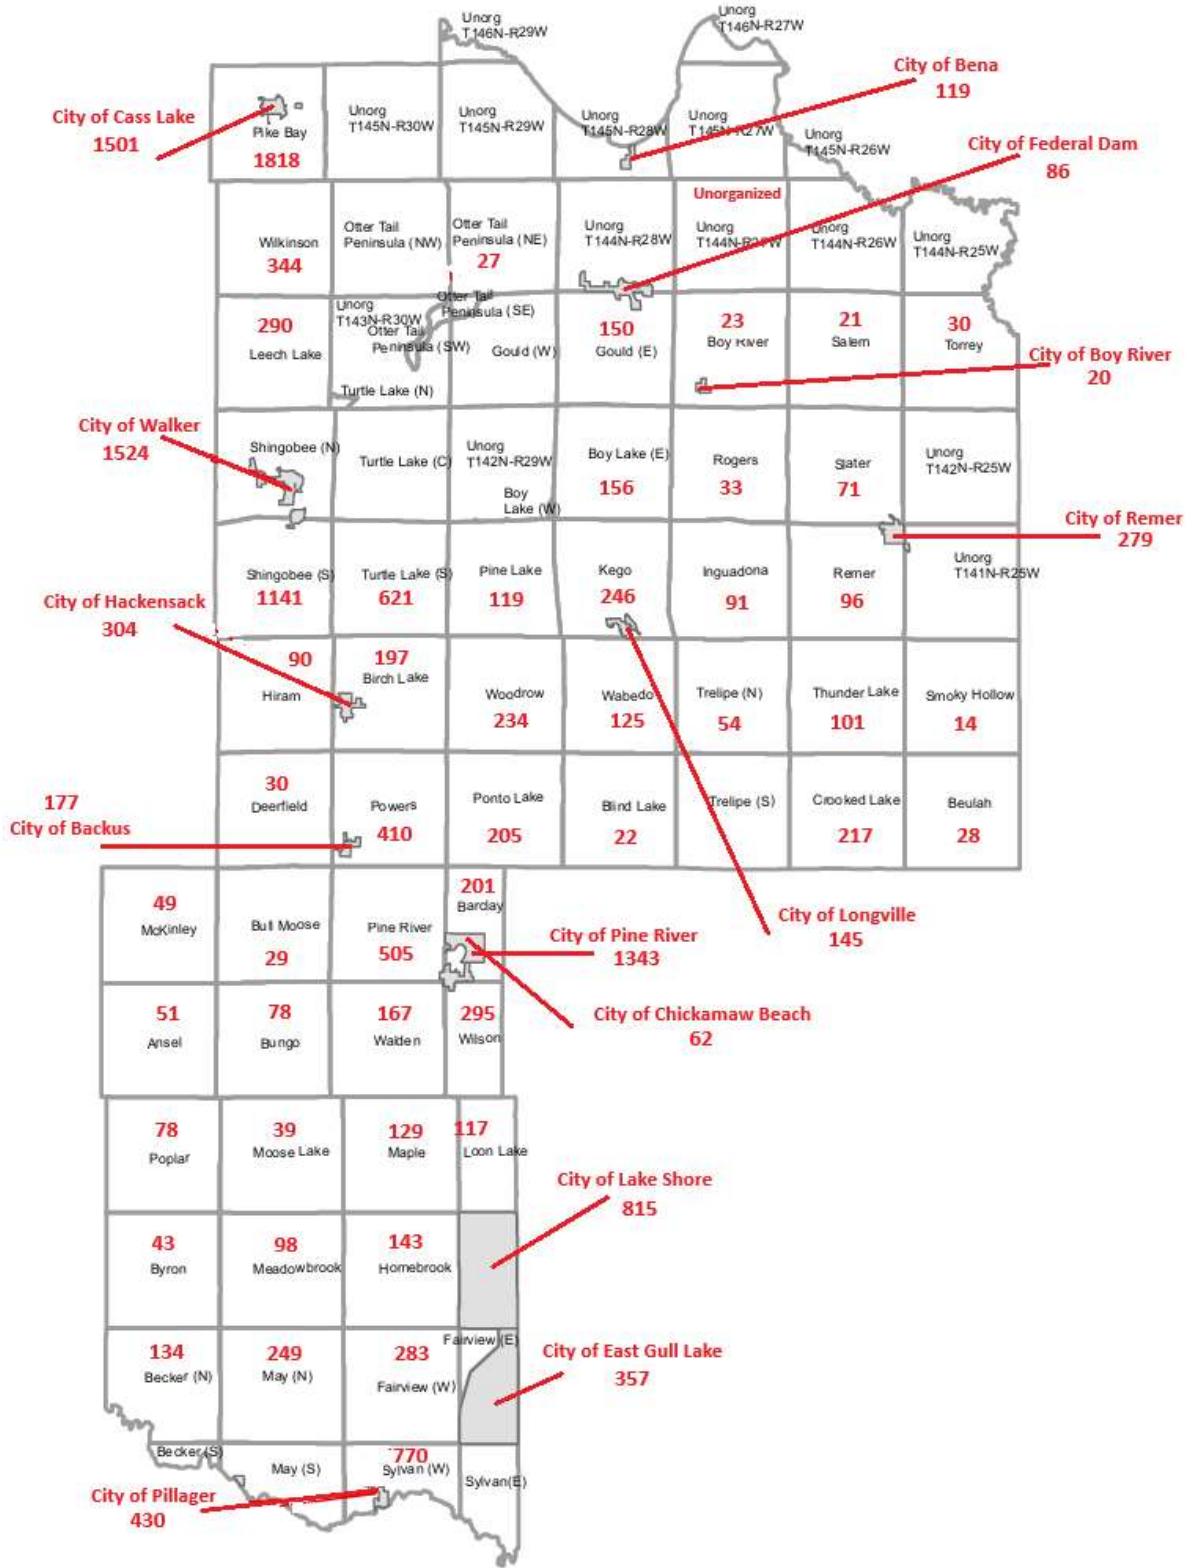 Unorg
T146N-R29W
Unorg
T146N-R27W
City of Bena
119
City of Cass Lake
1501
Pike Bay
1818
Unorg
T145N-R30W
Unorg
T145N-R29W
Unorg
T145N-R28W
Unorg
T145N-R27W
Unorg
T145N-R26W
City of Federal Dam
86
Unorganized
Wilkinson
344
Otter Tail
Peninsula (NW)
Otter Tail
Peninsula (NE)
27
Unorg
T144N-R28W
Unorg
T144N-R27W
Unorg
T144N-R26W
Unorg
T144N-R25W
290
Leech Lake
Unorg
T143N-R30W
Otter Tail
Peninsula (SW)
Otter Tail
Peninsula (SE)
Turtle Lake (N)
Gould (W)
150
Gould (E)
23
Boy River
21
Salem
30
Torrey
City of Boy River
20
City of Walker
1524
Shingobee (N)
Turtle Lake (C)
Unorg
T142N-R29W
Boy
Lake (W)
Boy Lake (E)
156
Rogers
33
Slater
71
Unorg
T142N-R25W
City of Remer
279
Shingobee (S)
1141
Turtle Lake (S)
621
Pine Lake
119
Kego
246
Inguadona
91
Remer
96
Unorg
T141N-R25W
City of Hackensack
304
90
Hiram
197
Birch Lake
Woodrow
234
Wabedo
125
Trelipe (N)
54
Thunder Lake
101
Smoky Hollow
14
177
City of Backus
30
Deerfield
Powers
410
Ponto Lake
205
Blind Lake
22
Trelipe (S)
Crooked Lake
217
Beulah
28
49
McKinley
Bull Moose
29
Pine River
505
201
Barclay
City of Pine River
1343
City of Longville
145
City of Chickamaw Beach
62
51
Ansel
78
Bungo
167
Walden
295
Wilson
78
Poplar
39
Moose Lake
129
Maple
117
Loon Lake
City of Lake Shore
815
43
Byron
98
Meadowbrook
143
Homebrook
134
Becker (N)
249
May (N)
283
Fairview (W)
Fairview (E)
City of East Gull Lake
357
Becker (S)
May (S)
770
Sylvan (W)
Sylvan(E)
City of Pillager
430